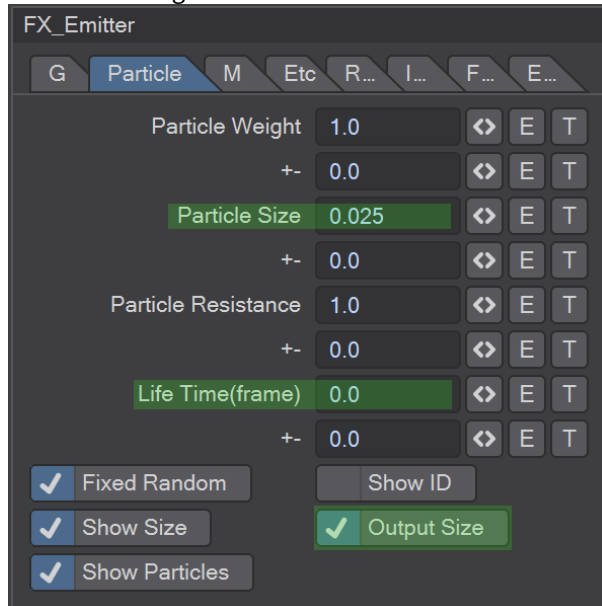 FX_Emitter
G Particle M Etc R... I... F... E...
Particle Weight 1.0 E T
+- 0.0 E T
Particle Size 0.025 E T
+- 0.0 E T
Particle Resistance 1.0 E T
+- 0.0 E T
Life Time(frame) 0.0 E T
+- 0.0 E T
Fixed Random Show ID
Show Size Output Size
Show Particles